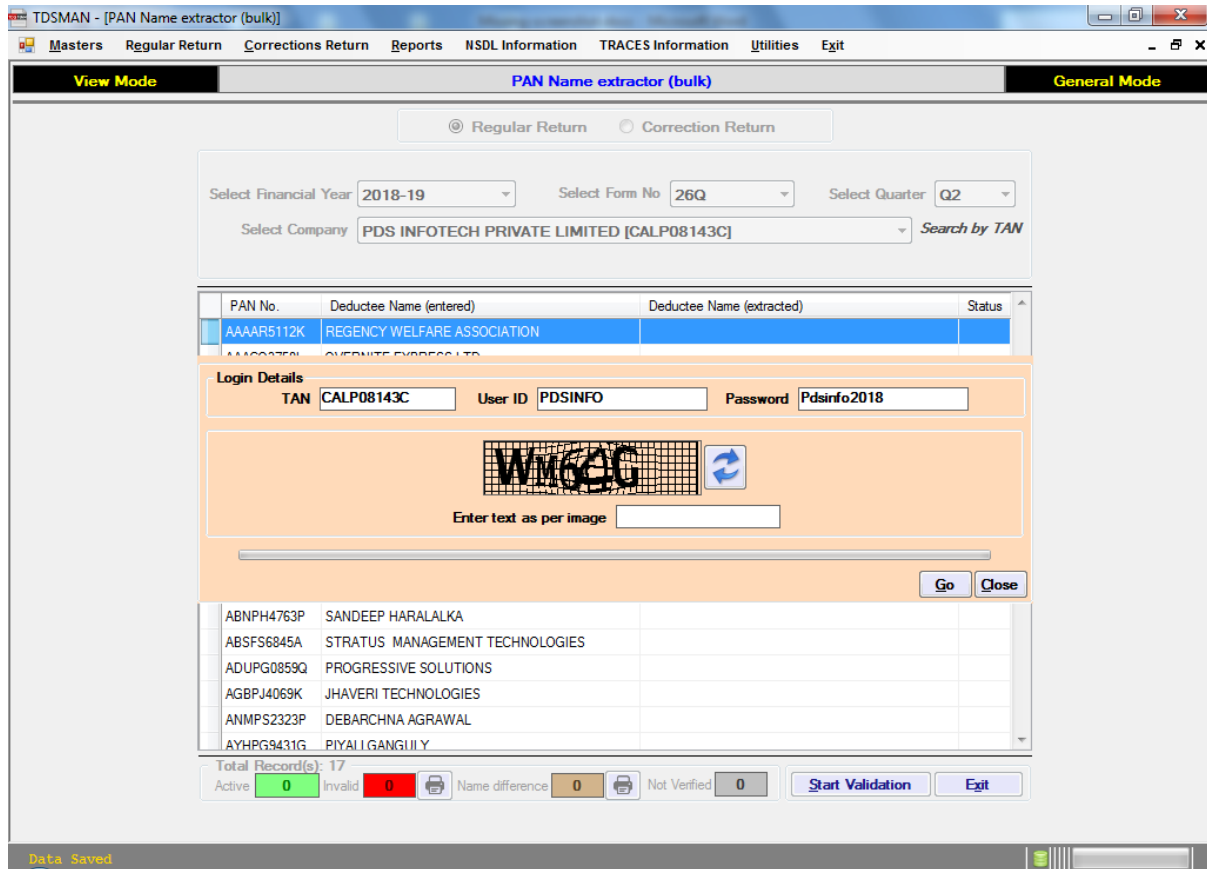 TDSMAN - [PAN Name extractor (bulk)]
Masters Regular Return Corrections Return Reports NSDL Information TRACES Information Utilities Exit
View Mode PAN Name extractor (bulk) General Mode
Regular Return Correction Return
Select Financial Year 2018-19 Select Form No 26Q Select Quarter Q2
Select Company PDS INFOTECH PRIVATE LIMITED [CALP08143C] Search by TAN
PAN No. Deductee Name (entered) Deductee Name (extracted) Status
AAAAR5112K REGENCY WELFARE ASSOCIATION
OVERNITE EXPRESS LTD
Login Details
TAN CALP08143C User ID PDSINFO Password Pdsinfo2018
Enter text as per image
Go Close
ABNPH4763P SANDEEP HARALALKA
ABSFS6845A STRATUS MANAGEMENT TECHNOLOGIES
ADUPG0859Q PROGRESSIVE SOLUTIONS
AGBPJ4069K JHAVERI TECHNOLOGIES
ANMPS2323P DEBARCHNA AGRAWAL
AYHPG9431G PIYALI GANGULY
Total Record(s): 17
Active 0 Invalid 0 Name difference 0 Not Verified 0 Start Validation Exit
Data Saved